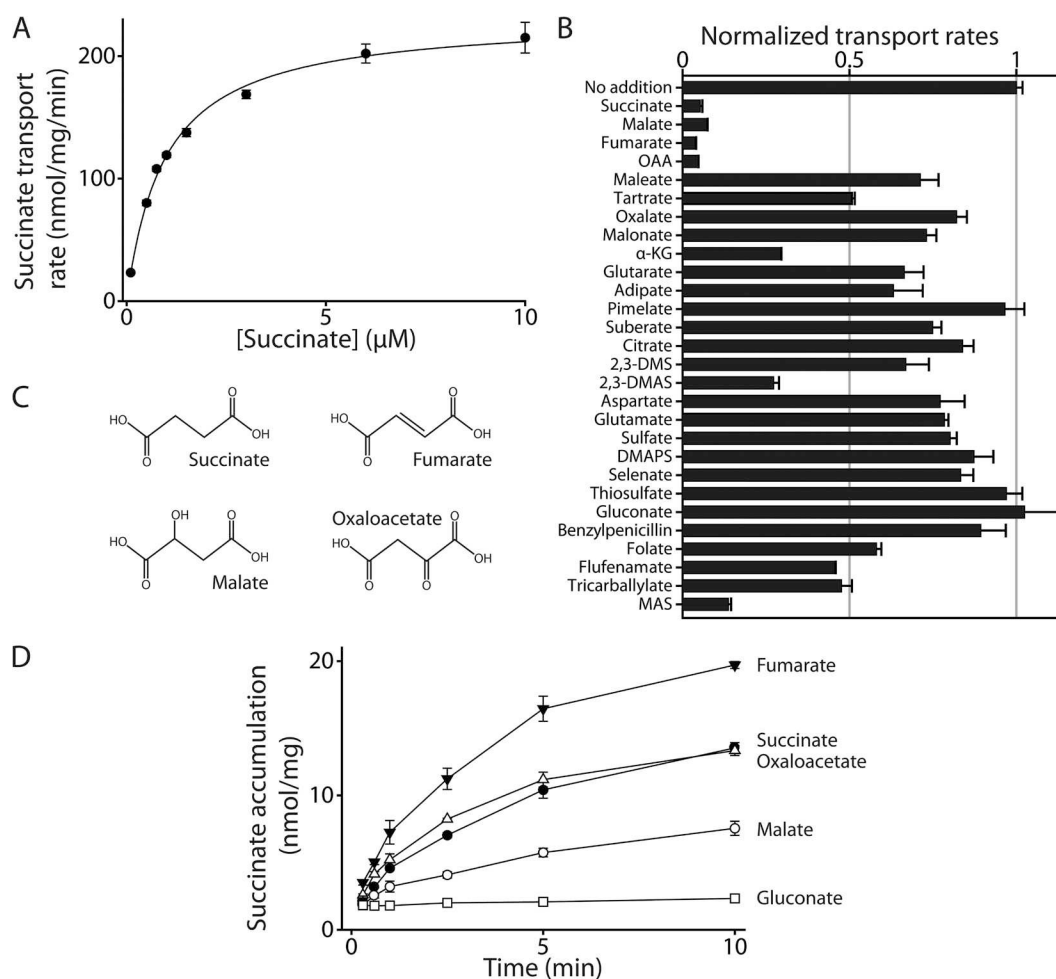 A
Succinate transport
rate (nmol/mg/min)
200
100
0
0
5
10
[Succinate] (µM)
B
Normalized transport rates
0
0.5
1
No addition
Succinate
Malate
Fumarate
OAA
Maleate
Tartrate
Oxalate
Malonate
α-KG
Glutarate
Adipate
Pimelate
Suberate
Citrate
2,3-DMS
2,3-DMAS
Aspartate
Glutamate
Sulfate
DMAPS
Selenate
Thiosulfate
Gluconate
Benzylpenicillin
Folate
Flufenamate
Tricarballylate
MAS
C
HO
O
O
OH
Succinate
HO
O
O
OH
Fumarate
OH
HO
O
O
OH
Malate
Oxaloacetate
HO
O
O
O
OH
D
Succinate accumulation
(nmol/mg)
20
10
0
0
5
10
Time (min)
Fumarate
Succinate
Oxaloacetate
Malate
Gluconate